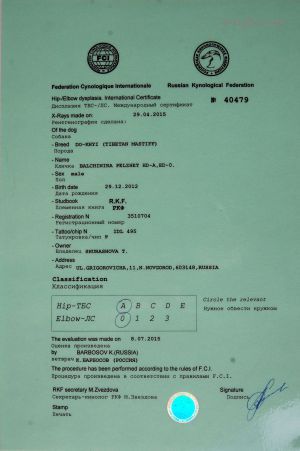 FCI
Federation Cynologique Internationale Russian Kynological Federation
Hip/Elbow dysplasia. International Certificate
Дисплазия ТБС-/ЛС. Международный сертификат
№ 40479
X-Rays made on: 29.04.2015
Рентгенография сделана:
Of the dog
Собака
- Breed DO-KHYI (TIBETAN MASTIFF)
Порода
- Name
Кличка DALCHININA PELZHET HD-A,ED-0.
- Sex male
Пол
- Birth date 29.12.2012
Дата рождения
- Studbook R.K.F.
Племенная книга РКФ
- Registration N 3510704
Регистрационный номер
- Tattoo/chip N IDL 495
Татуировка/чип №
- Owner
Владелец SHUBASHOVA T.
- Address
Адрес UL.GRIGOROVICHA,11,N.NOVGOROD,603148,RUSSIA
Classification
Классификация
Hip-ТБС A B C D E
Elbow-ЛС 0 1 2 3
Circle the relevant
Нужное обвести кружком
The evaluation was made on 8.07.2015
Оценка произведена
by BARBOSOV K.(RUSSIA)
ветврач К.БАРБОСОВ (РОССИЯ)
The procedure has been performed according to the rules of F.C.I.
Процедура произведена в соответствии с правилами F.C.I.
RKF secretary M.Zvezdova Signature
Секретарь-кинолог РКФ М.Звездова Подпись
Stamp
Печать